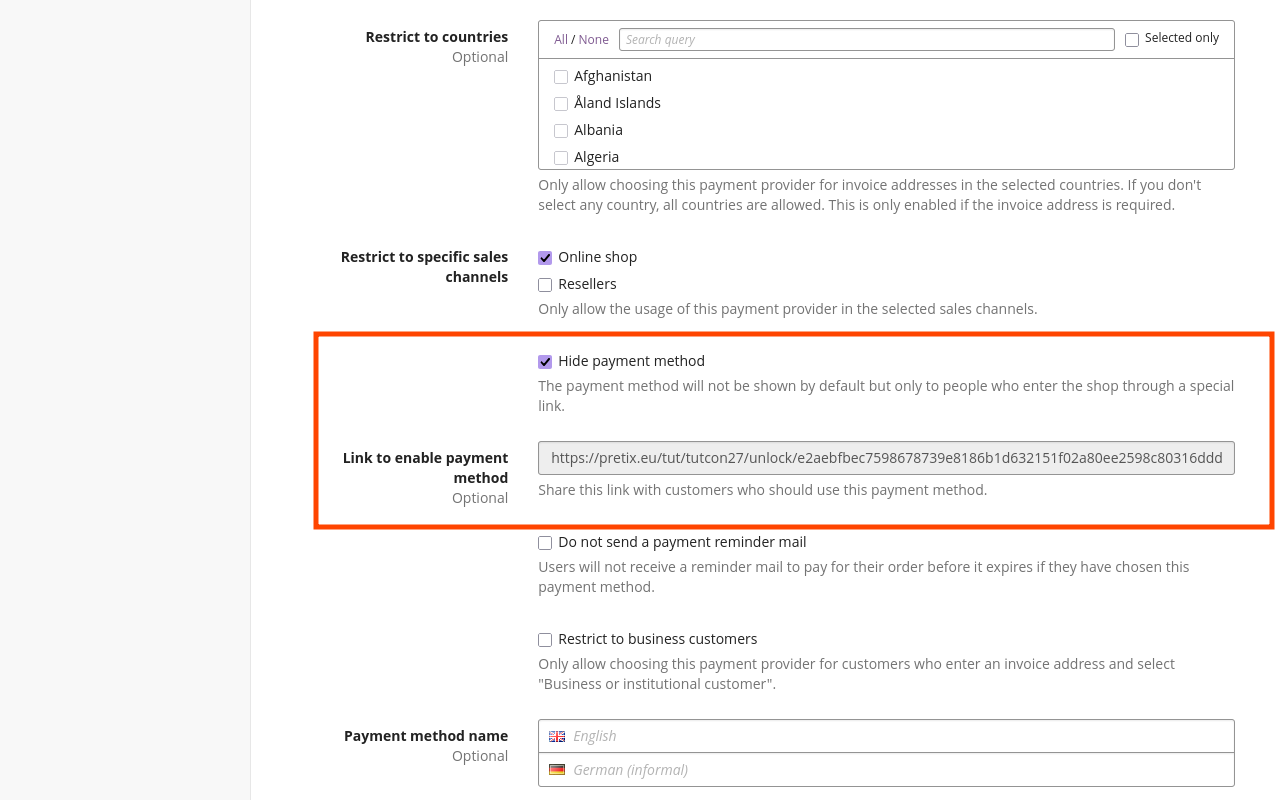 Restrict to countries
Optional
All / None
Search query
Selected only
Afghanistan
Åland Islands
Albania
Algeria
Only allow choosing this payment provider for invoice addresses in the selected countries. If you don't
select any country, all countries are allowed. This is only enabled if the invoice address is required.
Restrict to specific sales
channels
Online shop
Resellers
Only allow the usage of this payment provider in the selected sales channels.
Hide payment method
The payment method will not be shown by default but only to people who enter the shop through a special
link.
Link to enable payment
method
Optional
https://pretix.eu/tut/tutcon27/unlock/e2aebfbec7598678739e8186b1d632151f02a80ee2598c80316ddd
Share this link with customers who should use this payment method.
Do not send a payment reminder mail
Users will not receive a reminder mail to pay for their order before it expires if they have chosen this
payment method.
Restrict to business customers
Only allow choosing this payment provider for customers who enter an invoice address and select
"Business or institutional customer".
Payment method name
Optional
English
German (informal)